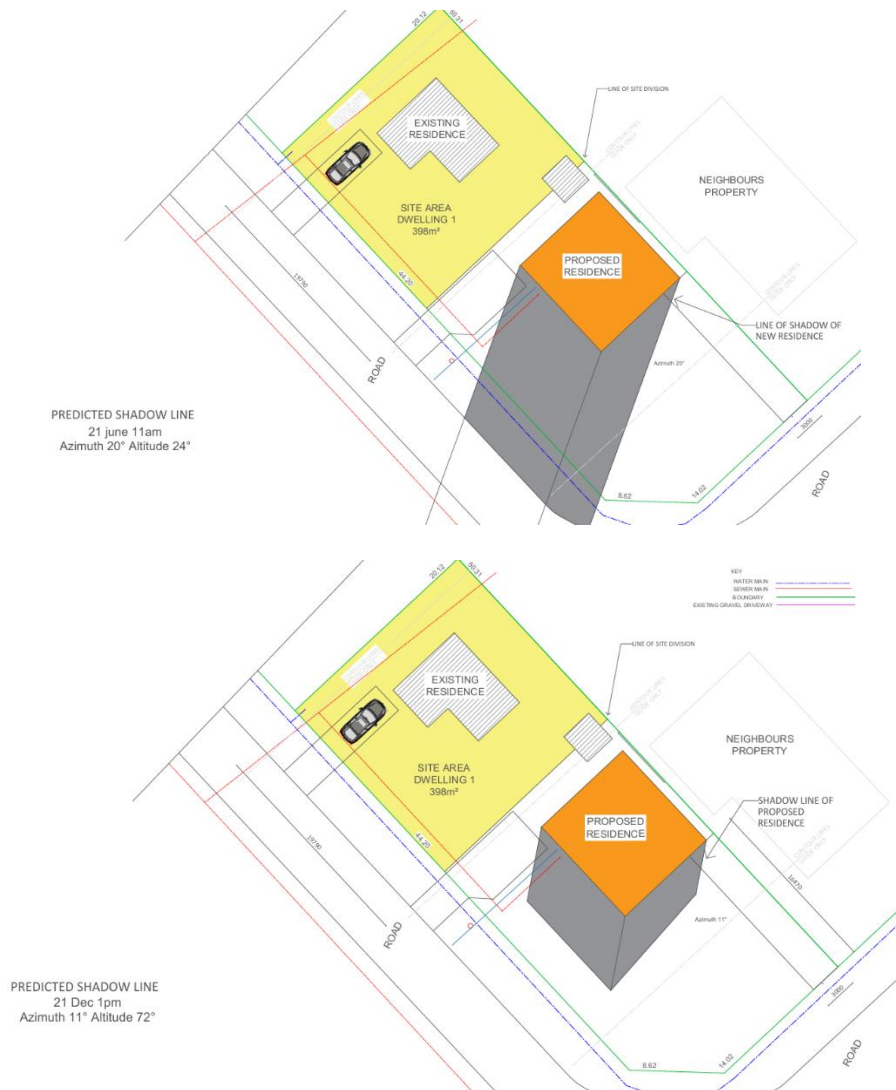 20.12
50.31
LINE OF SITE DIVISION
EXISTING
RESIDENCE
NEIGHBOURS
PROPERTY
SITE AREA
DWELLING 1
398m²
PROPOSED
RESIDENCE
19790
44.20
LINE OF SHADOW OF
NEW RESIDENCE
ROAD
Azimuth 20°
PREDICTED SHADOW LINE
21 june 11am
Azimuth 20° Altitude 24°
3000
ROAD
8.62
14.02
KEY
WATER MAIN
SEWER MAIN
BOUNDARY
EXISTING GRAVEL DRIVEWAY
20.12
50.31
LINE OF SITE DIVISION
EXISTING
RESIDENCE
NEIGHBOURS
PROPERTY
SITE AREA
DWELLING 1
398m²
SHADOW LINE OF
PROPOSED
RESIDENCE
PROPOSED
RESIDENCE
19790
44.20
16470
ROAD
Azimuth 11°
PREDICTED SHADOW LINE
21 Dec 1pm
Azimuth 11° Altitude 72°
3000
ROAD
8.62
14.02